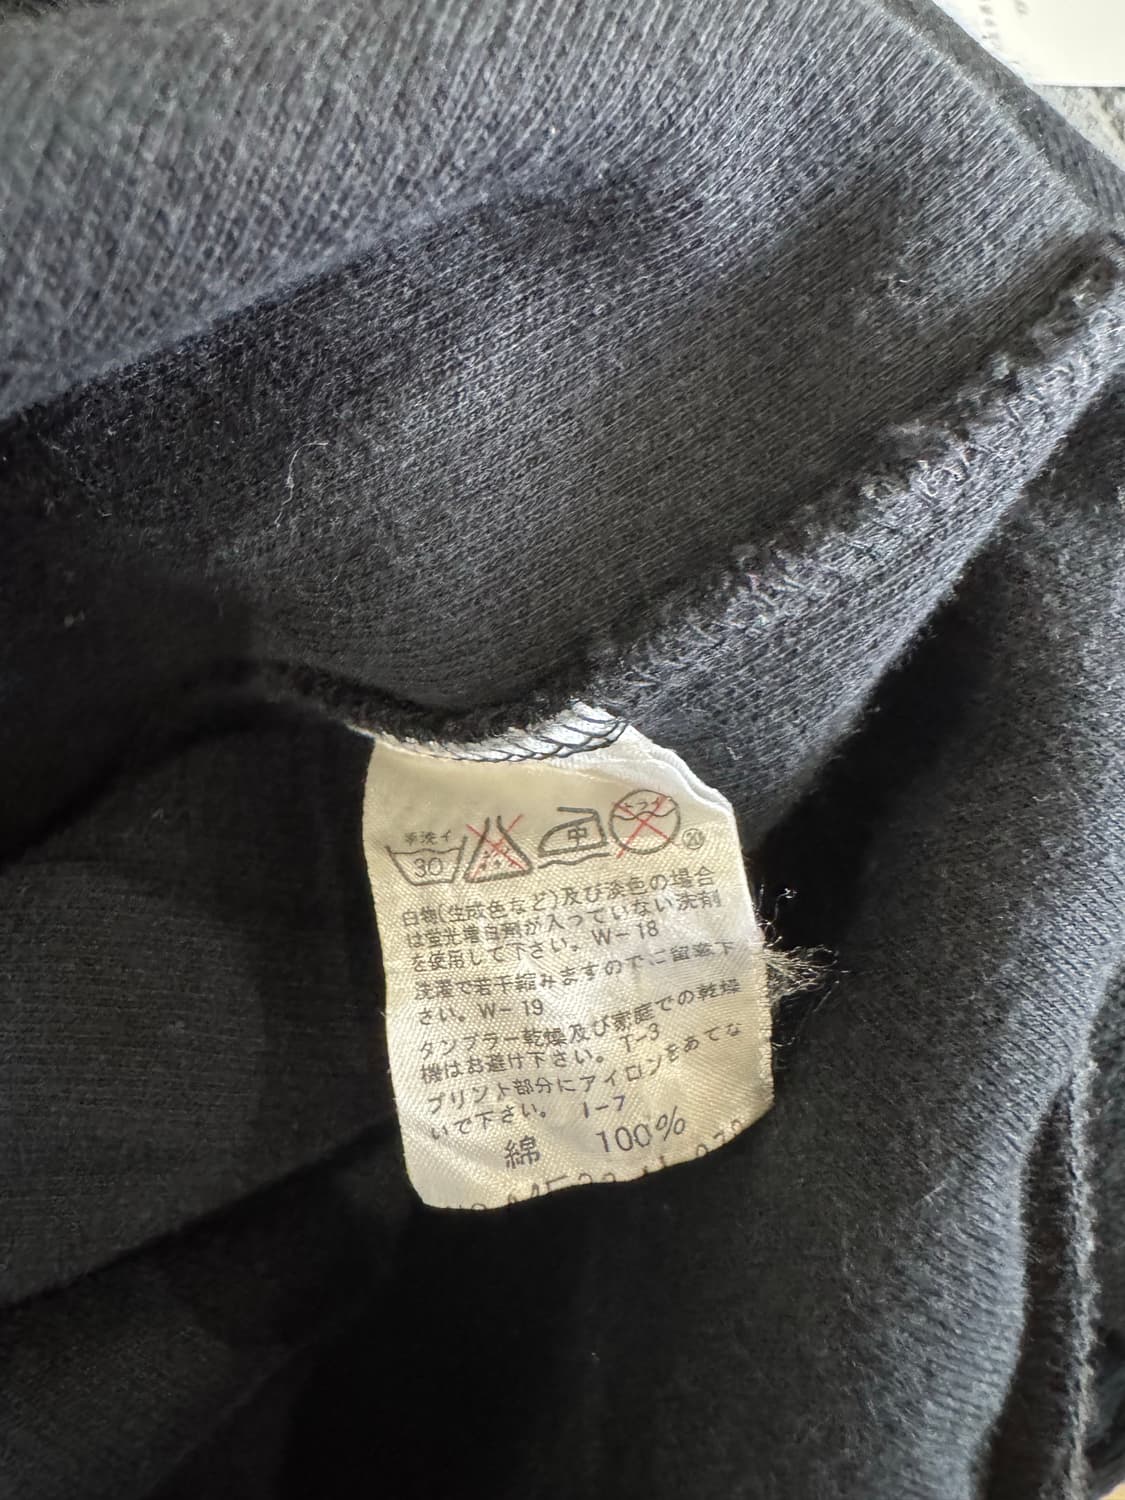 手洗イ
30
中
白物(生成色など)及び淡色の場合
は蛍光増白剤が入っていない洗剤
を使用して下さい。W-18
洗濯で若干縮みますのでご留意下
さい。W-19
タンブラー乾燥及び家庭での乾燥
機はお避け下さい。T-3
プリント部分にアイロンをあてな
いで下さい。 I-7
綿 100%